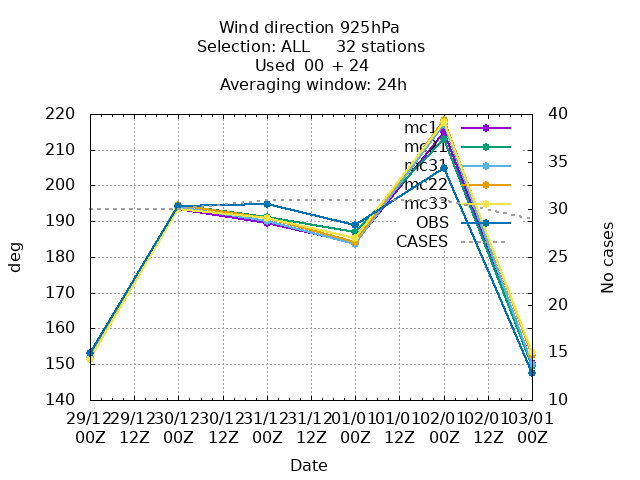 Wind direction 925hPa
Selection: ALL 32 stations
Used 00 + 24
Averaging window: 24h
220 40
210 35
200
190 30
180 25
170
160 20
150 15
140 10
deg
No cases
mc11
mc21
mc31
mc22
mc33
OBS
CASES
29/12 29/12 30/12 30/12 31/12 31/12 01/01 01/01 02/01 02/01 03/01
00Z 12Z 00Z 12Z 00Z 12Z 00Z 12Z 00Z 12Z 00Z
Date